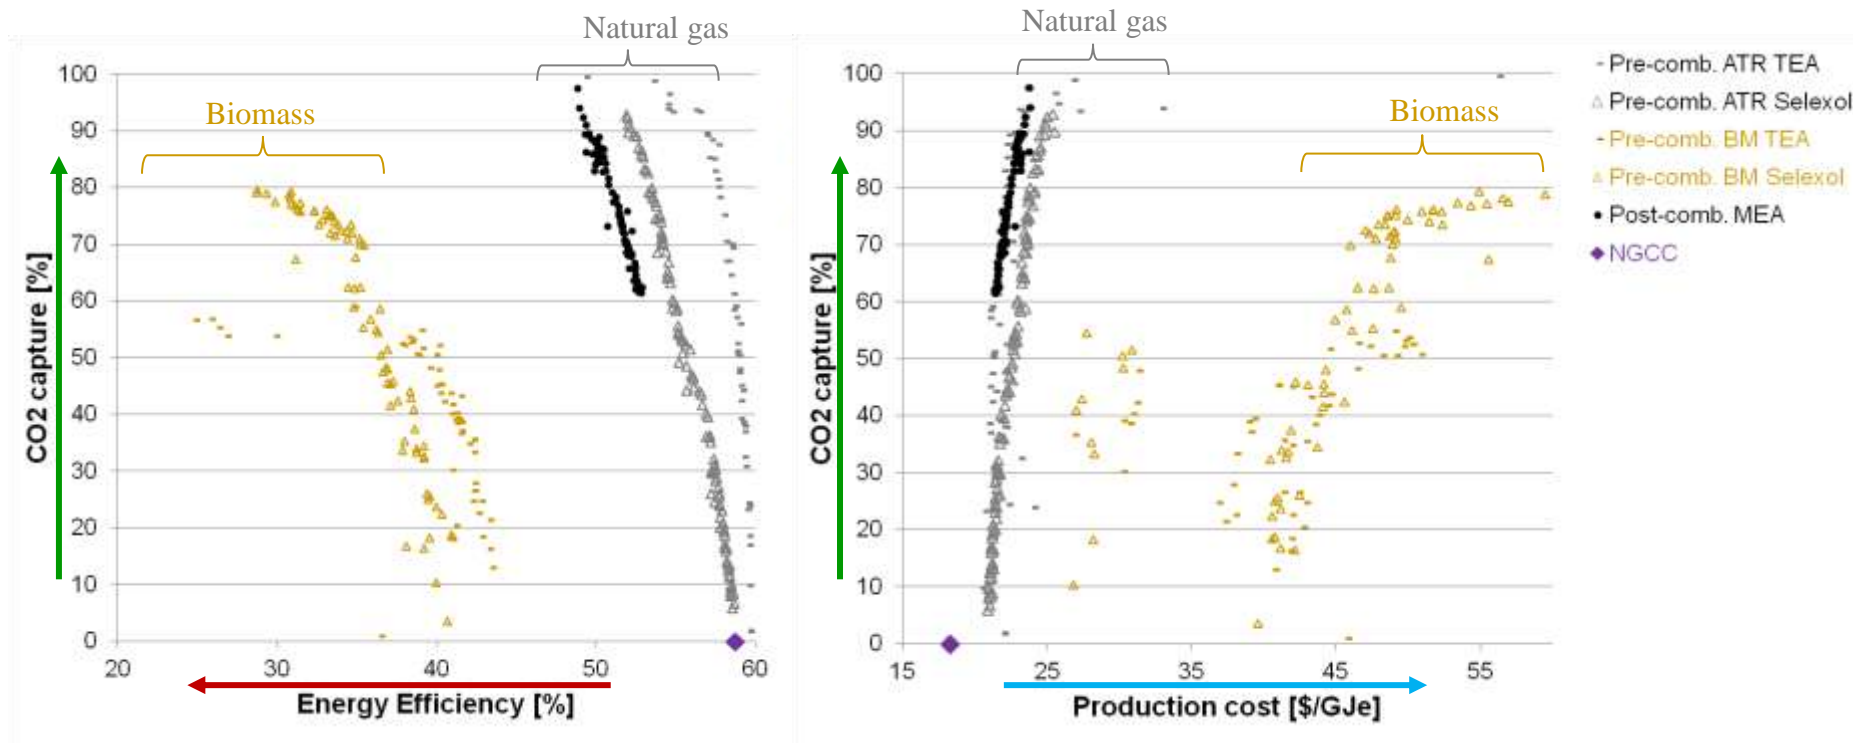 Natural gas
Biomass
CO2 capture [%]
100
90
80
70
60
50
40
30
20
10
0
20
30
40
50
60
Energy Efficiency [%]
Natural gas
Biomass
CO2 capture [%]
100
90
80
70
60
50
40
30
20
10
0
15
25
35
45
55
Production cost [$/GJe]
Pre-comb. ATR TEA
Pre-comb. ATR Selexol
Pre-comb. BM TEA
Pre-comb. BM Selexol
Post-comb. MEA
NGCC